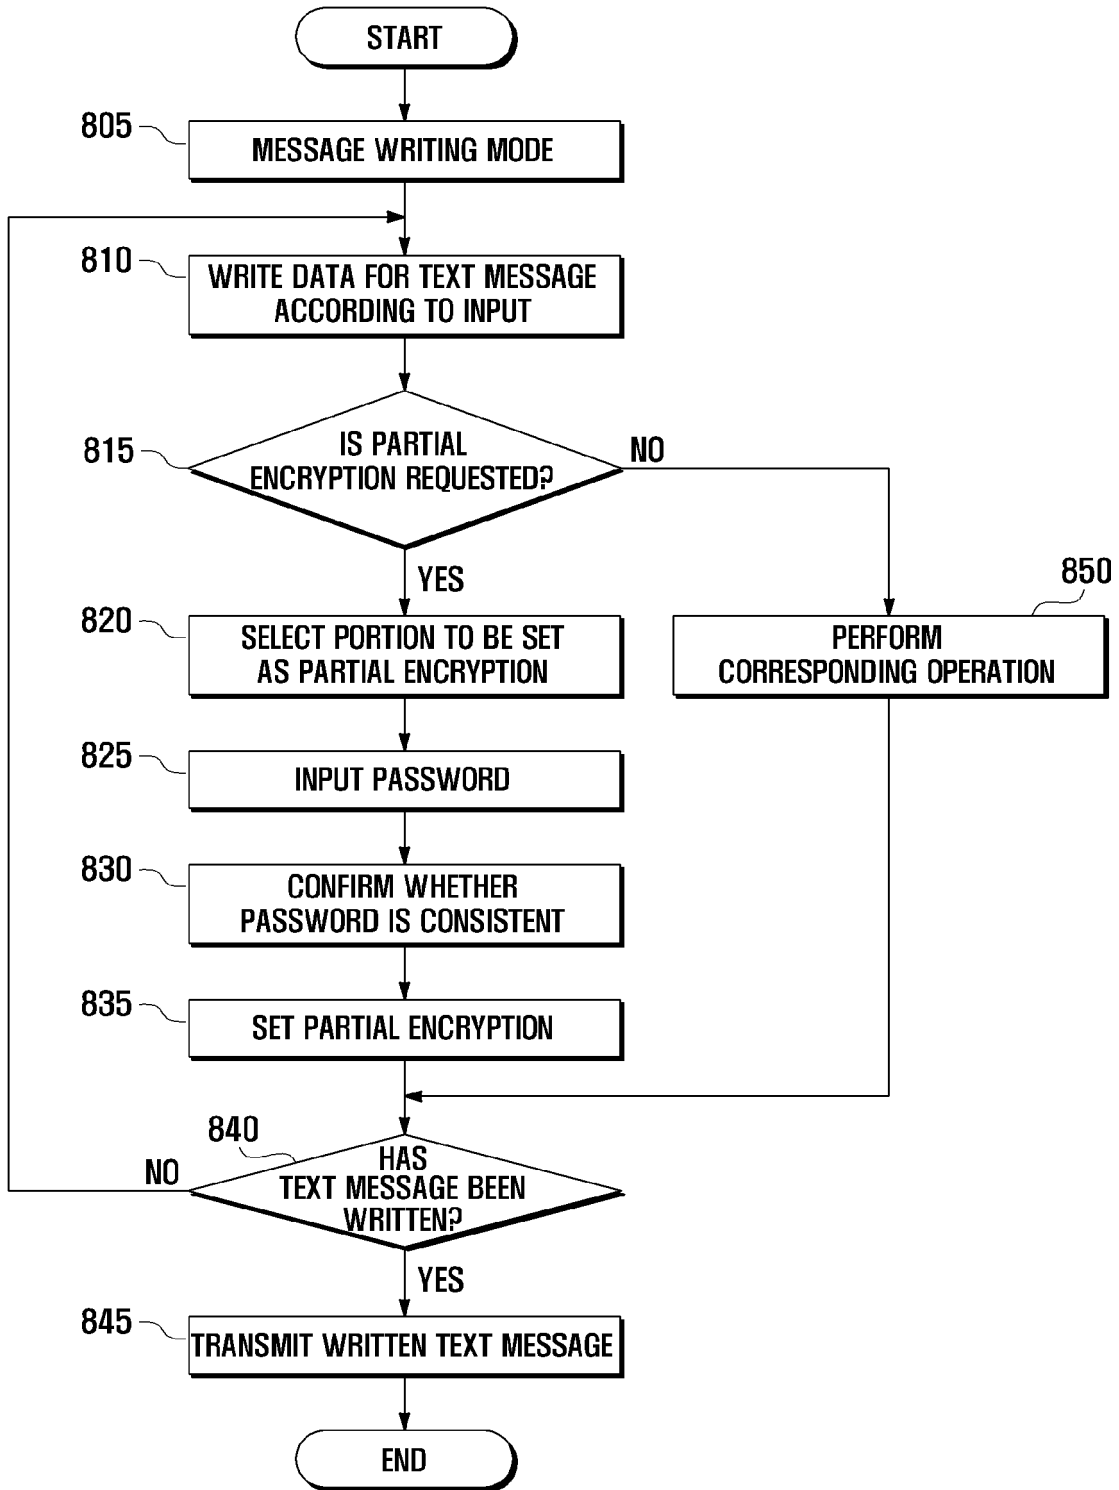 START
805
MESSAGE WRITING MODE
810
WRITE DATA FOR TEXT MESSAGE
ACCORDING TO INPUT
815
IS PARTIAL
ENCRYPTION REQUESTED?
NO
YES
850
820
SELECT PORTION TO BE SET
AS PARTIAL ENCRYPTION
PERFORM
CORRESPONDING OPERATION
825
INPUT PASSWORD
830
CONFIRM WHETHER
PASSWORD IS CONSISTENT
835
SET PARTIAL ENCRYPTION
840
HAS
TEXT MESSAGE BEEN
WRITTEN?
NO
YES
845
TRANSMIT WRITTEN TEXT MESSAGE
END